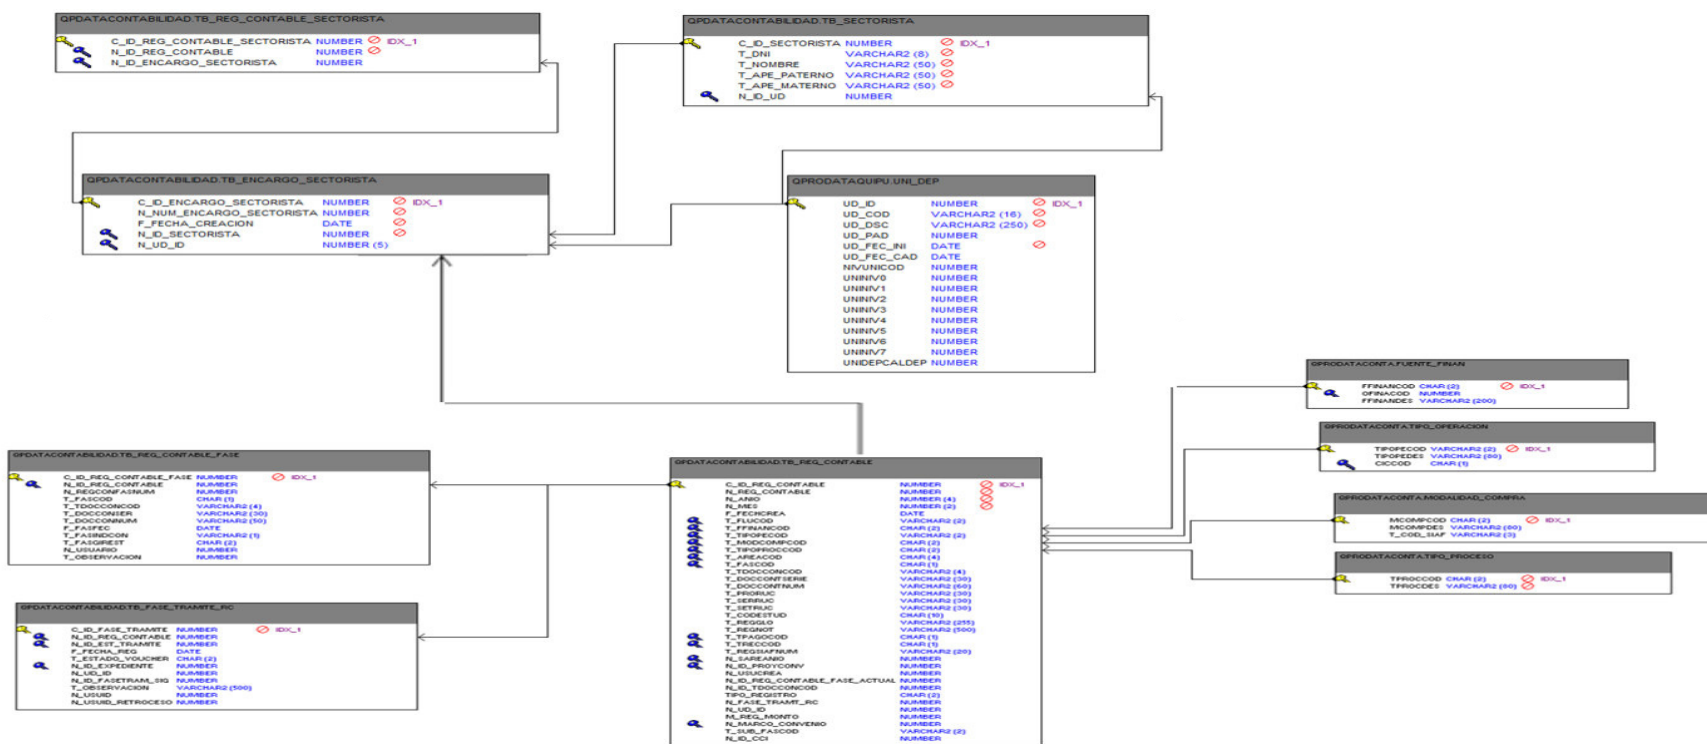 QPDATACONTABILIDAD.TB_REG_CONTABLE_SECTORISTA
C_ID_REG_CONTABLE_SECTORISTA NUMBER IDX_1
N_ID_REG_CONTABLE NUMBER
N_ID_ENCARGO_SECTORISTA NUMBER
QPDATACONTABILIDAD.TB_SECTORISTA
C_ID_SECTORISTA NUMBER IDX_1
T_DNI VARCHAR2 (8)
T_NOMBRE VARCHAR2 (50)
T_APE_PATERNO VARCHAR2 (50)
T_APE_MATERNO VARCHAR2 (50)
N_ID_UD NUMBER
QPDATACONTABILIDAD.TB_ENCARGO_SECTORISTA
C_ID_ENCARGO_SECTORISTA NUMBER IDX_1
N_NUM_ENCARGO_SECTORISTA NUMBER
F_FECHA_CREACION DATE
N_ID_SECTORISTA NUMBER
N_UD_ID NUMBER (5)
QPRODATAQUIPU.UNI_DEP
UD_ID NUMBER IDX_1
UD_COD VARCHAR2 (16)
UD_DSC VARCHAR2 (250)
UD_PAD NUMBER
UD_FEC_INI DATE
UD_FEC_CAD DATE
NIVUNICOD NUMBER
UNINIV0 NUMBER
UNINIV1 NUMBER
UNINIV2 NUMBER
UNINIV3 NUMBER
UNINIV4 NUMBER
UNINIV5 NUMBER
UNINIV6 NUMBER
UNINIV7 NUMBER
UNIDEPCALDEP NUMBER
QPRODATACONTA.FUENTE_FINAN
FFINANCOD CHAR (2) IDX_1
OFINACOD NUMBER
FFINANDES VARCHAR2 (200)
QPRODATACONTA.TIPO_OPERACION
TIPOPECOD VARCHAR2 (2) IDX_1
TIPOPEDES VARCHAR2 (80)
CICCOD CHAR (1)
QPRODATACONTA.MODALIDAD_COMPRA
MCOMPCOD CHAR (2) IDX_1
MCOMPDES VARCHAR2 (80)
T_COD_SIAF VARCHAR2 (3)
QPRODATACONTA.TIPO_PROCESO
TPROCCOD CHAR (2) IDX_1
TPROCDES VARCHAR2 (80)
QPDATACONTABILIDAD.TB_REG_CONTABLE_FASE
C_ID_REG_CONTABLE_FASE NUMBER IDX_1
N_ID_REG_CONTABLE NUMBER
N_REGCONFASNUM NUMBER
T_FASCOD CHAR (1)
T_TDOCCONCOD VARCHAR2 (4)
T_DOCCONSER VARCHAR2 (30)
T_DOCCONNUM VARCHAR2 (50)
F_FASFEC DATE
T_FASINDCON VARCHAR2 (1)
T_FASGIREST CHAR (2)
N_USUARIO NUMBER
T_OBSERVACION NUMBER
QPDATACONTABILIDAD.TB_FASE_TRAMITE_RC
C_ID_FASE_TRAMITE NUMBER IDX_1
N_ID_REG_CONTABLE NUMBER
N_ID_EST_TRAMITE NUMBER
F_FECHA_REG DATE
T_ESTADO_VOUCHER CHAR (2)
N_ID_EXPEDIENTE NUMBER
N_UD_ID NUMBER
N_ID_FASETRAM_SIG NUMBER
T_OBSERVACION VARCHAR2 (500)
N_USUID NUMBER
N_USUID_RETROCESO NUMBER
QPDATACONTABILIDAD.TB_REG_CONTABLE
C_ID_REG_CONTABLE NUMBER IDX_1
N_REG_CONTABLE NUMBER
N_ANIO NUMBER (4)
N_MES NUMBER (2)
F_FECHCREA DATE
T_FLUCOD VARCHAR2 (2)
T_FFINANCOD CHAR (2)
T_TIPOPECOD VARCHAR2 (2)
T_MODCOMPCOD CHAR (2)
T_TIPOPROCCOD CHAR (2)
T_AREACOD CHAR (4)
T_FASCOD CHAR (1)
T_TDOCCONCOD VARCHAR2 (4)
T_DOCCONTSERIE VARCHAR2 (30)
T_DOCCONTNUM VARCHAR2 (60)
T_PRORUC VARCHAR2 (30)
T_SERRUC VARCHAR2 (30)
T_SETRUC VARCHAR2 (30)
T_CODESTUD CHAR (10)
T_REGGLO VARCHAR2 (255)
T_REGNOT VARCHAR2 (500)
T_TPAGOCOD CHAR (1)
T_TRECCOD CHAR (1)
T_REGSIAFNUM VARCHAR2 (20)
N_SAREANIO NUMBER
N_ID_PROYCONV NUMBER
N_USUCREA NUMBER
N_ID_REG_CONTABLE_FASE_ACTUAL NUMBER
N_ID_TDOCCONCOD NUMBER
TIPO_REGISTRO CHAR (2)
N_FASE_TRAMT_RC NUMBER
N_UD_ID NUMBER
M_REG_MONTO NUMBER
N_MARCO_CONVENIO NUMBER
T_SUB_FASCOD VARCHAR2 (2)
N_ID_CCI NUMBER